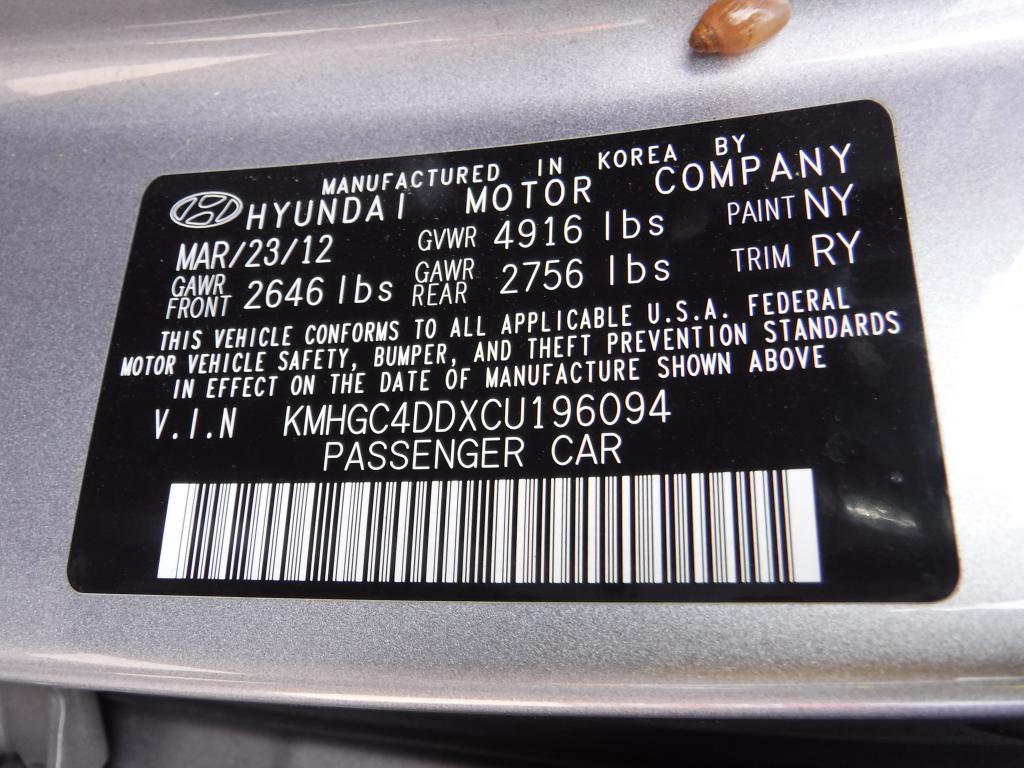 MANUFACTURED IN KOREA BY
HYUNDAI MOTOR COMPANY
MAR/23/12 GVWR 4916 lbs PAINT NY
GAWR FRONT 2646 lbs GAWR REAR 2756 lbs TRIM RY
THIS VEHICLE CONFORMS TO ALL APPLICABLE U.S.A. FEDERAL
MOTOR VEHICLE SAFETY, BUMPER, AND THEFT PREVENTION STANDARDS
IN EFFECT ON THE DATE OF MANUFACTURE SHOWN ABOVE
V.I.N KMHGC4DDXCU196094
PASSENGER CAR